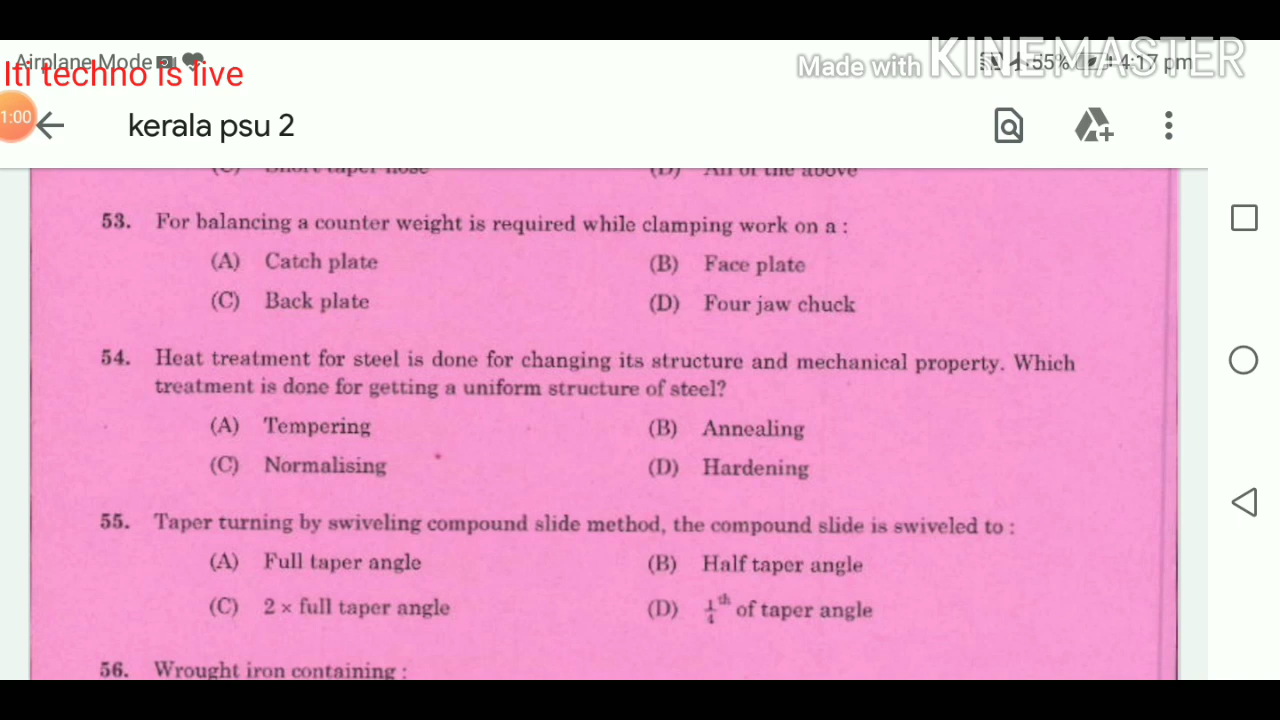 Airplane Mode
Iti techno is live
Made with KINEMASTER
55% 4:17 pm
1:00
kerala psu 2
(C) Short taper nose (D) All of the above
53. For balancing a counter weight is required while clamping work on a :
(A) Catch plate (B) Face plate
(C) Back plate (D) Four jaw chuck
54. Heat treatment for steel is done for changing its structure and mechanical property. Which
treatment is done for getting a uniform structure of steel?
(A) Tempering (B) Annealing
(C) Normalising (D) Hardening
55. Taper turning by swiveling compound slide method, the compound slide is swiveled to :
(A) Full taper angle (B) Half taper angle
(C) 2 × full taper angle (D) 1/4th of taper angle
56. Wrought iron containing :